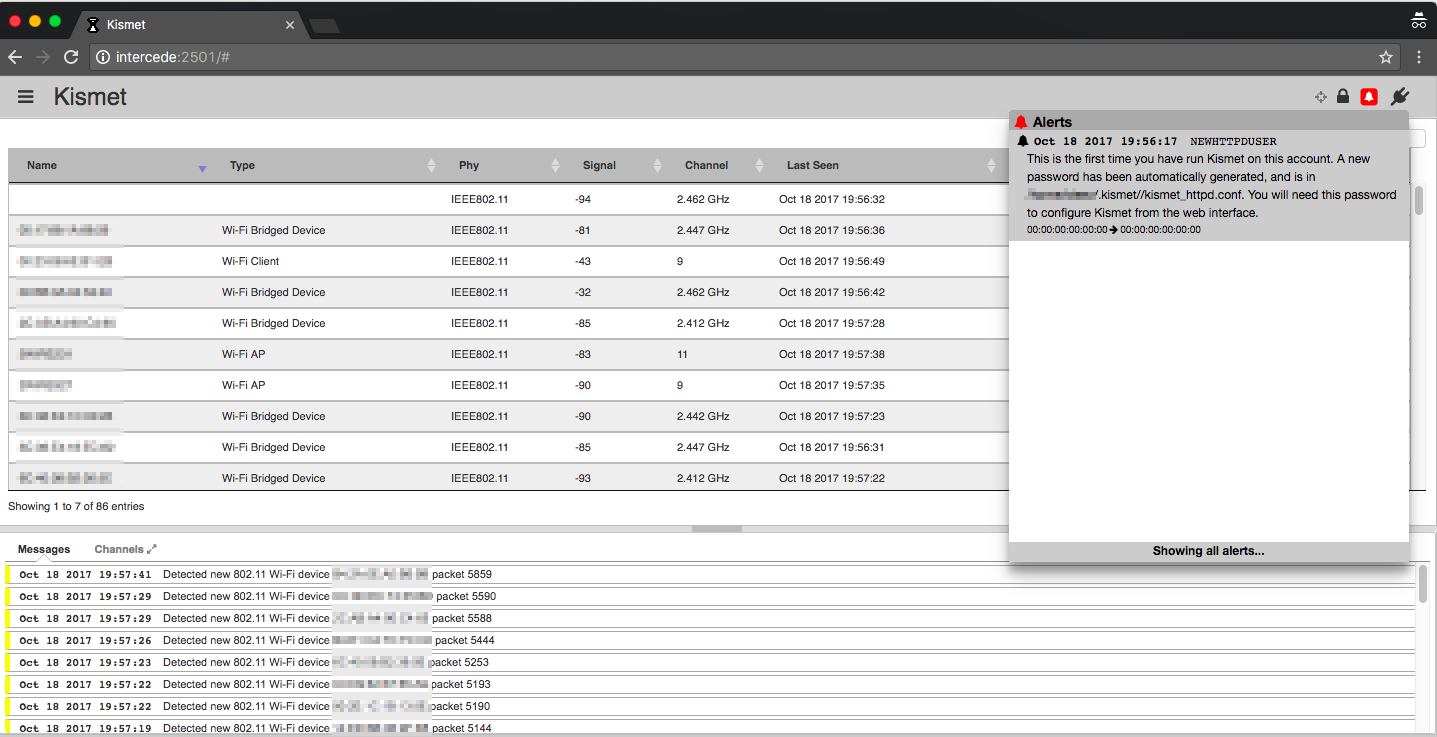 Kismet
intercede:2501/#
Kismet
Alerts
Oct 18 2017 19:56:17 NEWHTTPDUSER
This is the first time you have run Kismet on this account. A new
password has been automatically generated, and is in
/.kismet//kismet_httpd.conf. You will need this password
to configure Kismet from the web interface.
00:00:00:00:00:00 → 00:00:00:00:00:00
Showing all alerts...
Name Type Phy Signal Channel Last Seen
IEEE802.11 -94 2.462 GHz Oct 18 2017 19:56:32
Wi-Fi Bridged Device IEEE802.11 -81 2.447 GHz Oct 18 2017 19:56:36
Wi-Fi Client IEEE802.11 -43 9 Oct 18 2017 19:56:49
Wi-Fi Bridged Device IEEE802.11 -32 2.462 GHz Oct 18 2017 19:56:42
Wi-Fi Bridged Device IEEE802.11 -85 2.412 GHz Oct 18 2017 19:57:28
Wi-Fi AP IEEE802.11 -83 11 Oct 18 2017 19:57:38
Wi-Fi AP IEEE802.11 -90 9 Oct 18 2017 19:57:35
Wi-Fi Bridged Device IEEE802.11 -90 2.442 GHz Oct 18 2017 19:57:23
Wi-Fi Bridged Device IEEE802.11 -85 2.447 GHz Oct 18 2017 19:56:31
Wi-Fi Bridged Device IEEE802.11 -93 2.412 GHz Oct 18 2017 19:57:22
Showing 1 to 7 of 86 entries
Messages Channels
Oct 18 2017 19:57:41 Detected new 802.11 Wi-Fi device packet 5859
Oct 18 2017 19:57:29 Detected new 802.11 Wi-Fi device packet 5590
Oct 18 2017 19:57:29 Detected new 802.11 Wi-Fi device packet 5588
Oct 18 2017 19:57:26 Detected new 802.11 Wi-Fi device packet 5444
Oct 18 2017 19:57:23 Detected new 802.11 Wi-Fi device packet 5253
Oct 18 2017 19:57:22 Detected new 802.11 Wi-Fi device packet 5193
Oct 18 2017 19:57:22 Detected new 802.11 Wi-Fi device packet 5190
Oct 18 2017 19:57:19 Detected new 802.11 Wi-Fi device packet 5144